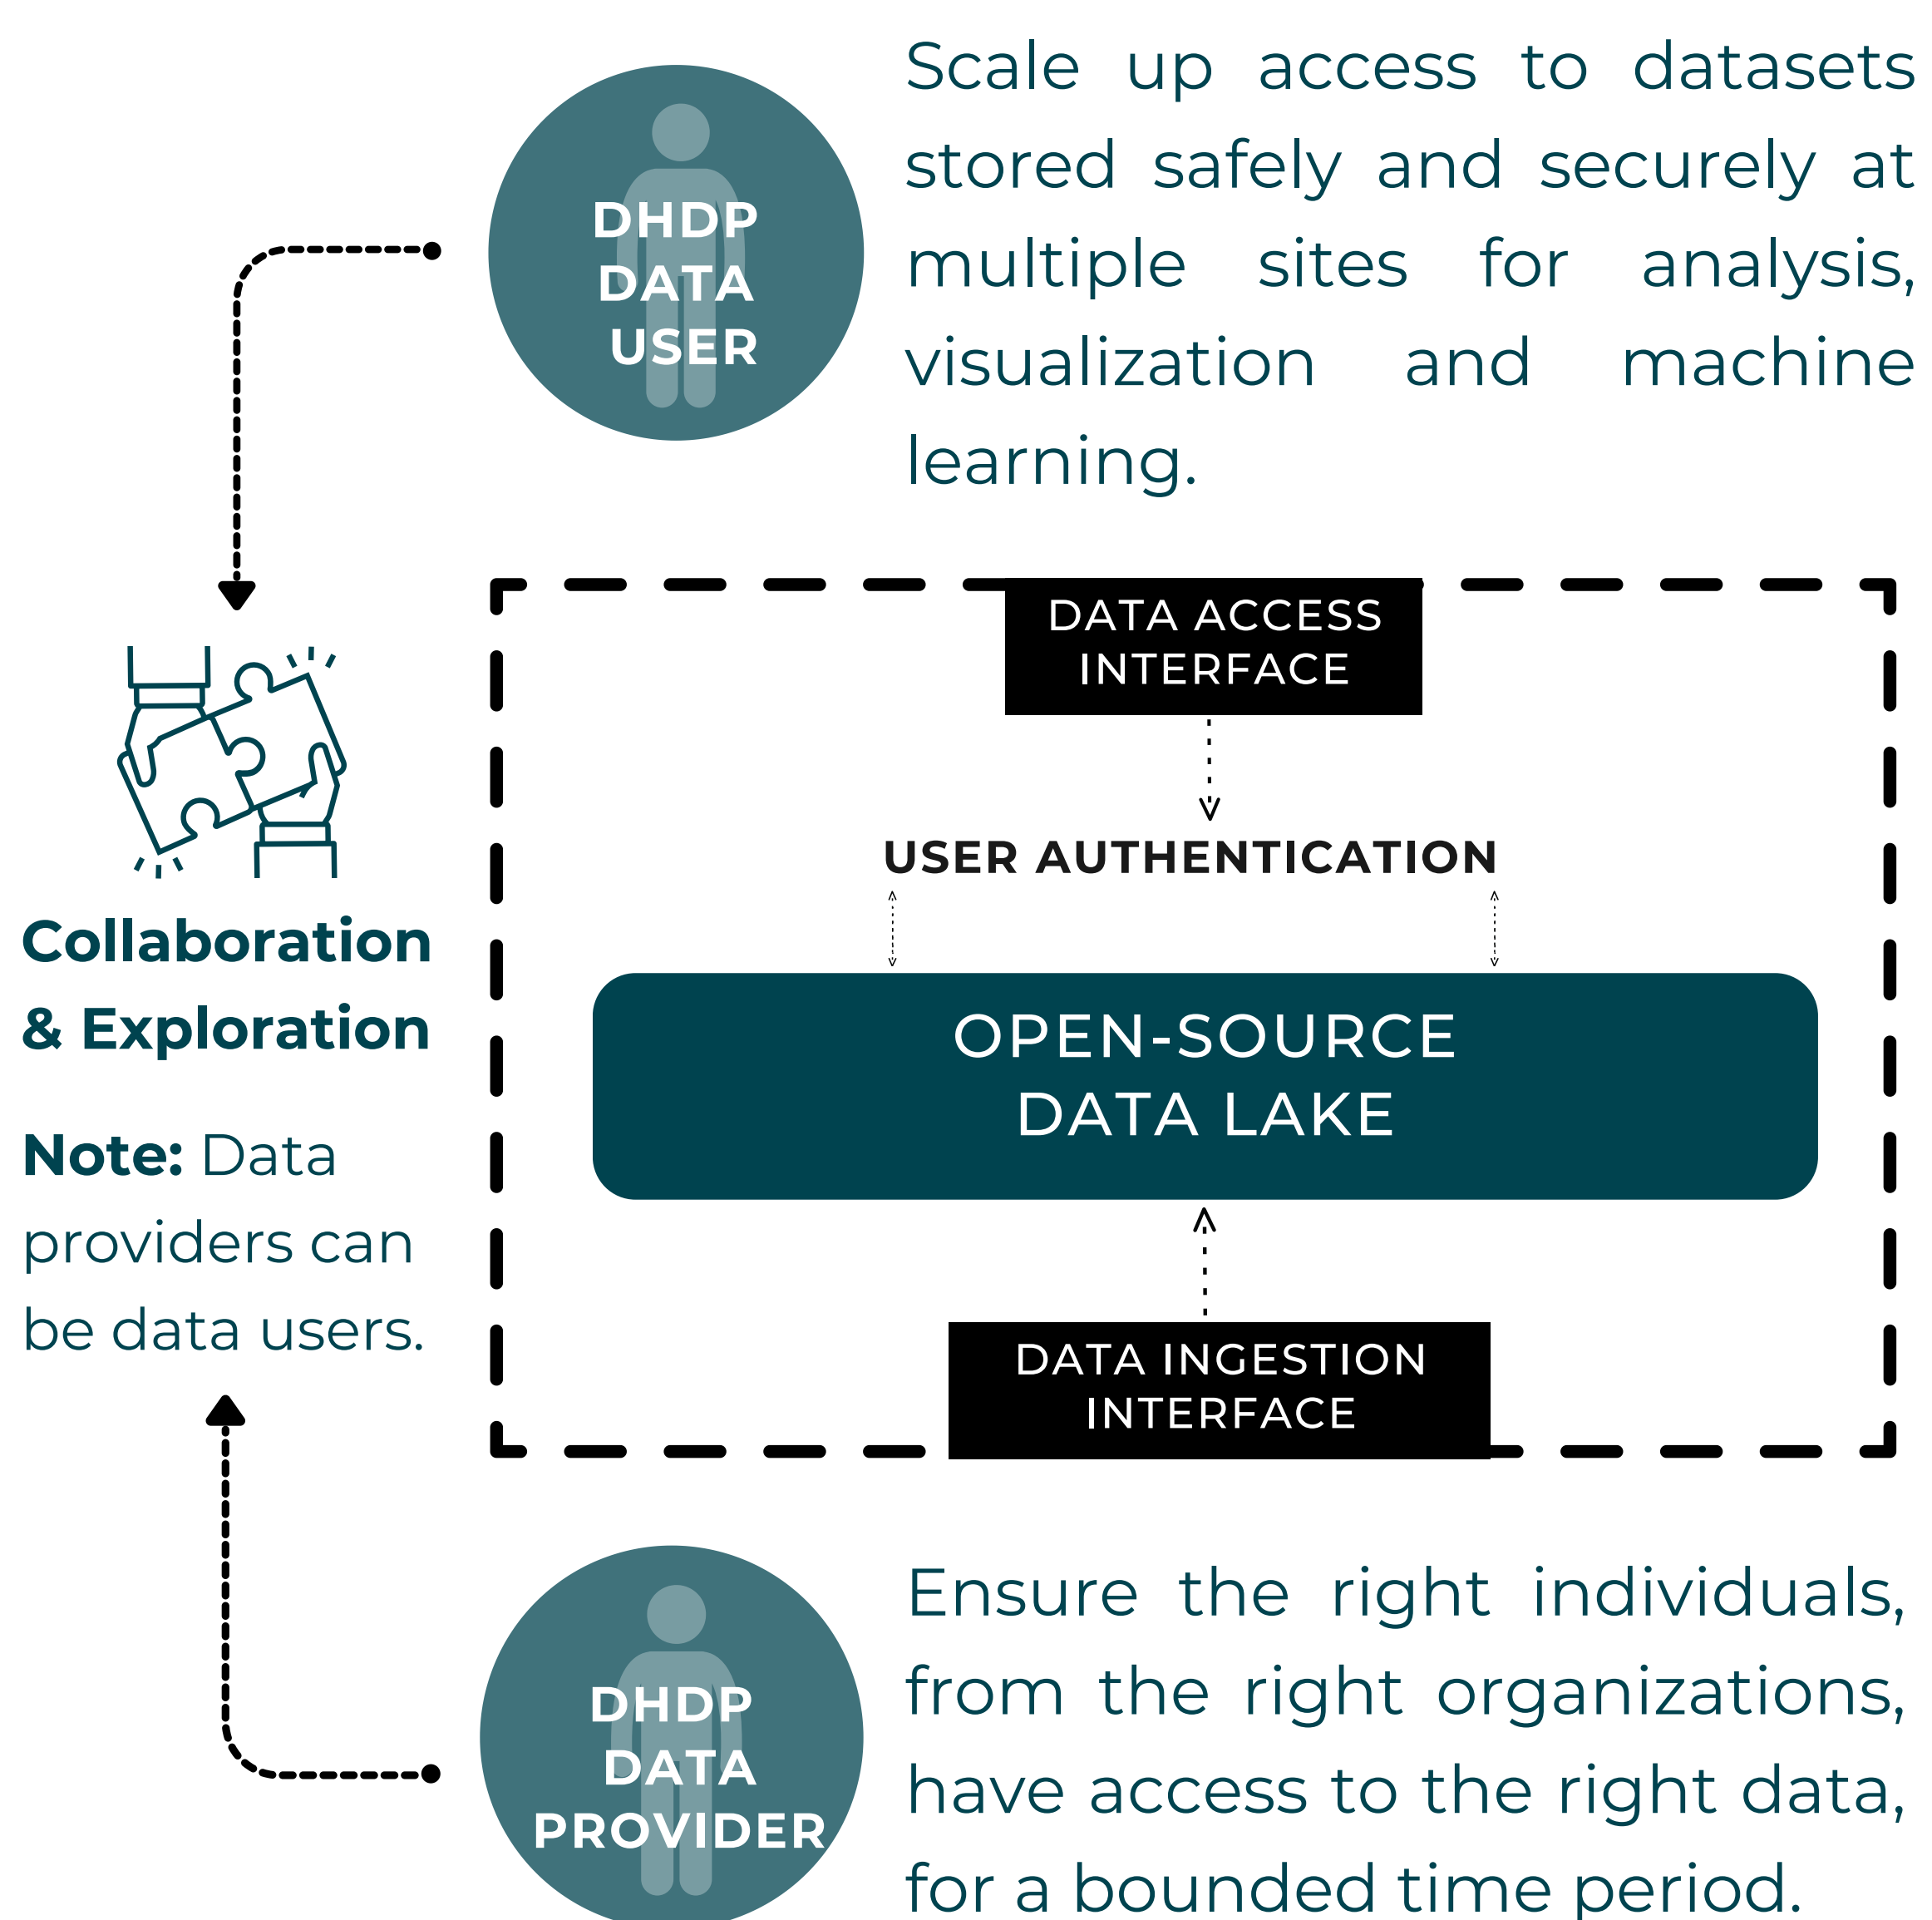 DHDP
DATA
USER
Scale up access to datasets
stored safely and securely at
multiple sites for analysis,
visualization and machine
learning.
DATA ACCESS
INTERFACE
USER AUTHENTICATION
OPEN-SOURCE
DATA LAKE
DATA INGESTION
INTERFACE
Collaboration
& Exploration
Note: Data
providers can
be data users.
DHDP
DATA
PROVIDER
Ensure the right individuals,
from the right organizations,
have access to the right data,
for a bounded time period.